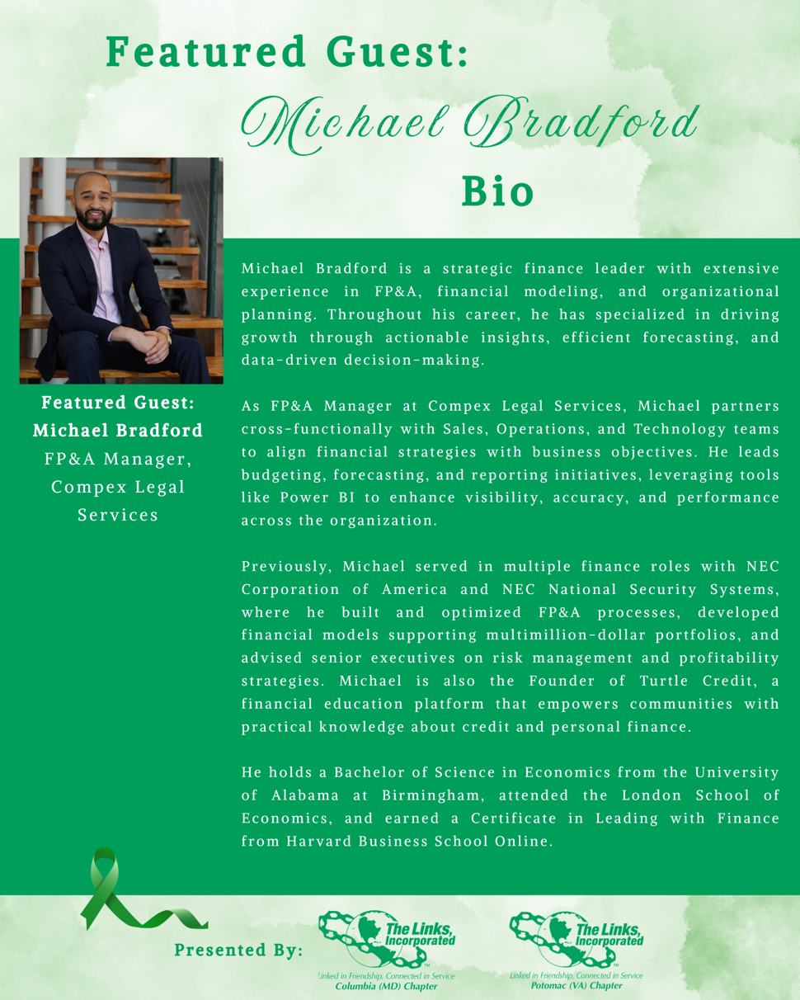 Featured Guest:
Michael Bradford
Bio
Featured Guest:
Michael Bradford
FP&A Manager,
Compex Legal
Services
Michael Bradford is a strategic finance leader with extensive
experience in FP&A, financial modeling, and organizational
planning. Throughout his career, he has specialized in driving
growth through actionable insights, efficient forecasting, and
data-driven decision-making.
As FP&A Manager at Compex Legal Services, Michael partners
cross-functionally with Sales, Operations, and Technology teams
to align financial strategies with business objectives. He leads
budgeting, forecasting, and reporting initiatives, leveraging tools
like Power BI to enhance visibility, accuracy, and performance
across the organization.
Previously, Michael served in multiple finance roles with NEC
Corporation of America and NEC National Security Systems,
where he built and optimized FP&A processes, developed
financial models supporting multimillion-dollar portfolios, and
advised senior executives on risk management and profitability
strategies. Michael is also the Founder of Turtle Credit, a
financial education platform that empowers communities with
practical knowledge about credit and personal finance.
He holds a Bachelor of Science in Economics from the University
of Alabama at Birmingham, attended the London School of
Economics, and earned a Certificate in Leading with Finance
from Harvard Business School Online.
Presented By:
The Links,
Incorporated
TM
Linked in Friendship, Connected in Service
Columbia (MD) Chapter
The Links,
Incorporated
TM
Linked in Friendship, Connected in Service
Potomac (VA) Chapter